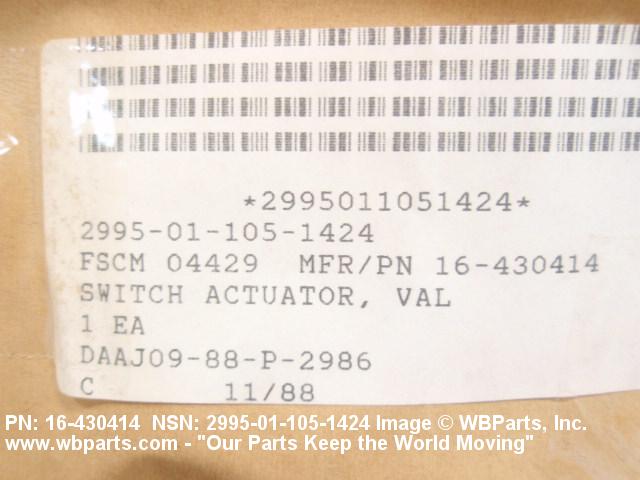 *2995011051424*
2995-01-105-1424
FSCM 04429 MFR/PN 16-430414
SWITCH ACTUATOR, VAL
1 EA
DAAJ09-88-P-2986
C 11/88
PN: 16-430414 NSN: 2995-01-105-1424 Image © WBParts, Inc.
www.wbparts.com - "Our Parts Keep the World Moving"